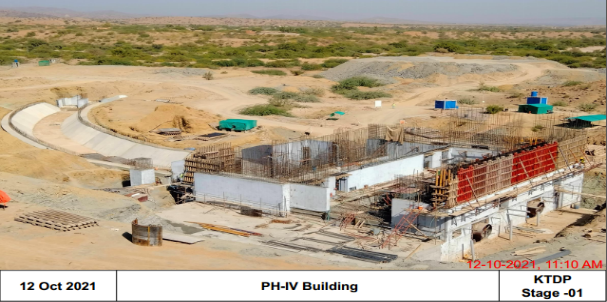 12-10-2021, 11:10 AM
12 Oct 2021
PH-IV Building
KTDP
Stage -01